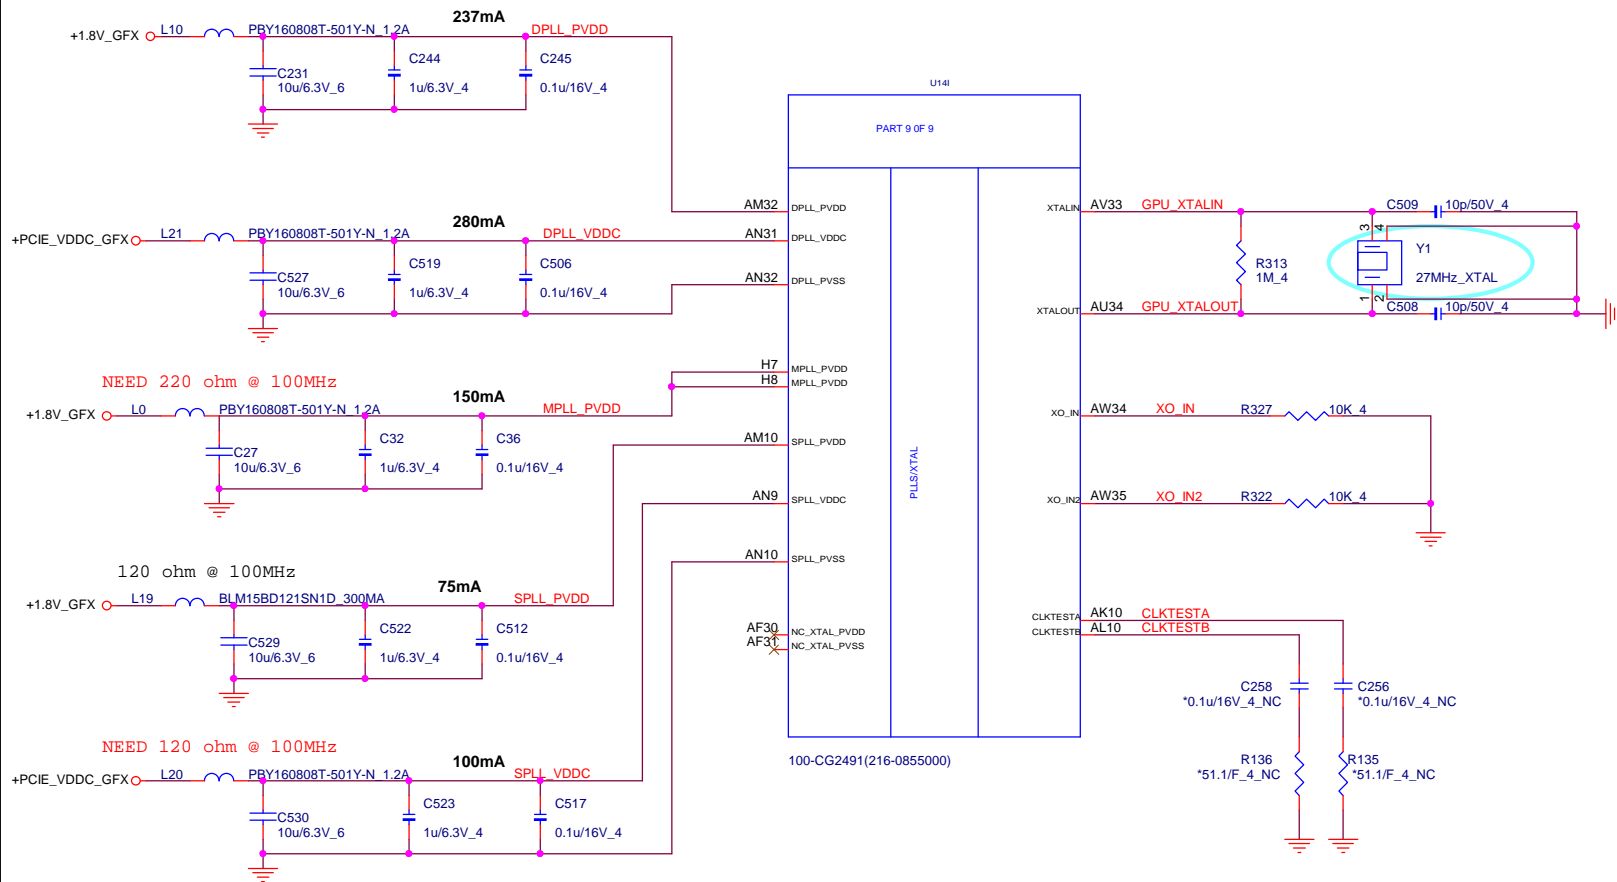 237mA
+1.8V_GFX L10 PBY160808T-501Y-N_1.2A DPLL_PVDD
C231
10u/6.3V_6
C244
1u/6.3V_4
C245
0.1u/16V_4
280mA
+PCIE_VDDC_GFX L21 PBY160808T-501Y-N_1.2A DPLL_VDDC
C527
10u/6.3V_6
C519
1u/6.3V_4
C506
0.1u/16V_4
NEED 220 ohm @ 100MHz
150mA
+1.8V_GFX L0 PBY160808T-501Y-N_1.2A MPLL_PVDD
C27
10u/6.3V_6
C32
1u/6.3V_4
C36
0.1u/16V_4
120 ohm @ 100MHz
75mA
+1.8V_GFX L19 BLM15BD121SN1D_300MA SPLL_PVDD
C529
10u/6.3V_6
C522
1u/6.3V_4
C512
0.1u/16V_4
NEED 120 ohm @ 100MHz
100mA
+PCIE_VDDC_GFX L20 PBY160808T-501Y-N_1.2A SPLL_VDDC
C530
10u/6.3V_6
C523
1u/6.3V_4
C517
0.1u/16V_4
U14I
PART 9 0F 9
AM32 DPLL_PVDD
AN31 DPLL_VDDC
AN32 DPLL_PVSS
H7 MPLL_PVDD
H8 MPLL_PVDD
AM10 SPLL_PVDD
AN9 SPLL_VDDC
AN10 SPLL_PVSS
AF30 NC_XTAL_PVDD
AF31 NC_XTAL_PVSS
PLLS/XTAL
100-CG2491(216-0855000)
XTALIN AV33 GPU_XTALIN
XTALOUT AU34 GPU_XTALOUT
XO_IN AW34 XO_IN R327 10K_4
XO_IN2 AW35 XO_IN2 R322 10K_4
CLKTESTA AK10 CLKTESTA
CLKTESTB AL10 CLKTESTB
R313
1M_4
C509 10p/50V_4
3 4
Y1
27MHz_XTAL
1 2
C508 10p/50V_4
C258
*0.1u/16V_4_NC
C256
*0.1u/16V_4_NC
R136
*51.1/F_4_NC
R135
*51.1/F_4_NC